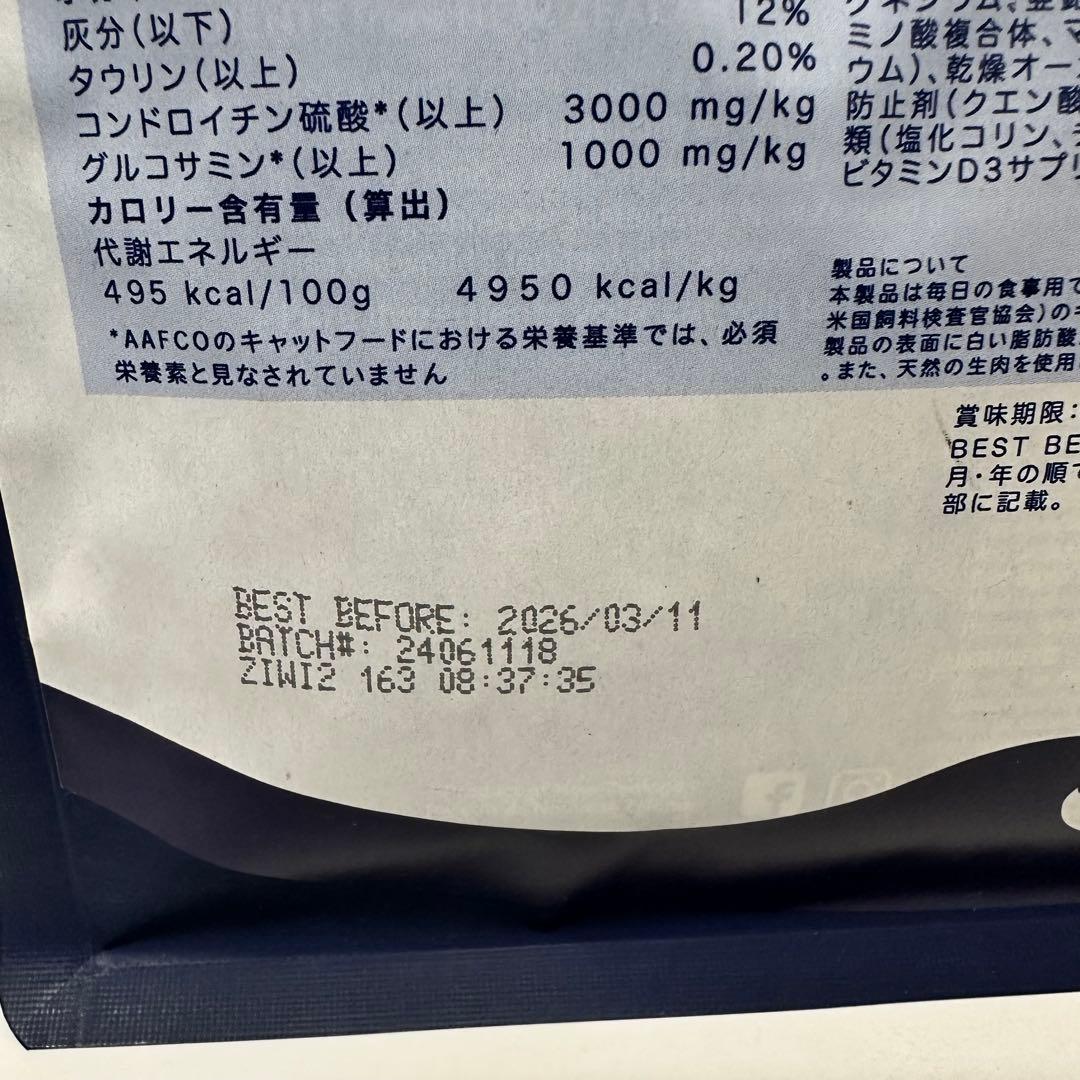 灰分(以下)
12%
タウリン(以上)
0.20%
コンドロイチン硫酸*(以上) 3000 mg/kg
グルコサミン*(以上) 1000 mg/kg
カロリー含有量 (算出)
代謝エネルギー
495 kcal/100g 4950 kcal/kg
*AAFCOのキャットフードにおける栄養基準では、必須
栄養素と見なされていません
ミノ酸複合体、マ
ウム)、乾燥オー
防止剤(クエン酸
類(塩化コリン、
ビタミンD3サプリ
製品について
本製品は毎日の食事用で
米国飼料検査官協会)の
製品の表面に白い脂肪酸
。また、天然の生肉を使用
賞味期限:
BEST BE
月・年の順で
部に記載。
BEST BEFORE: 2026/03/11
BATCH#: 24061118
ZIWI2 163 08:37:35